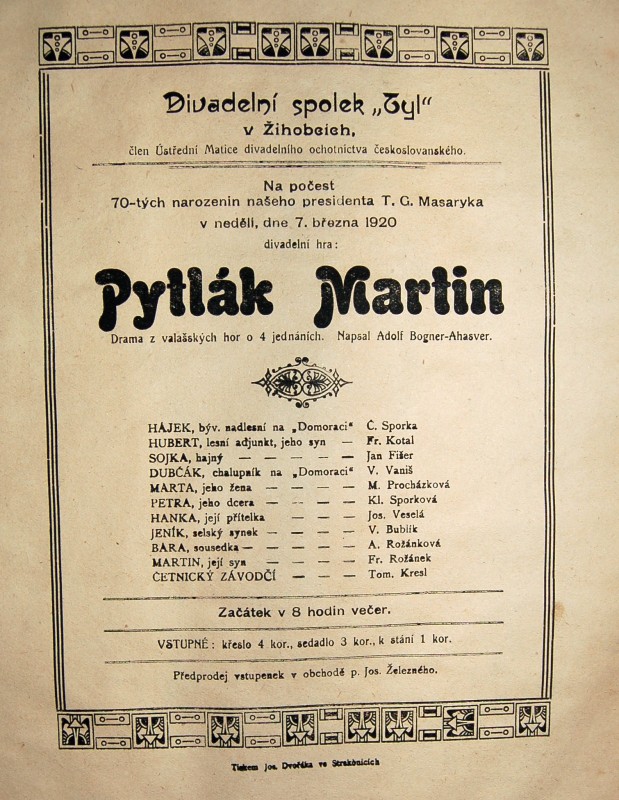 Divadelní spolek „Tyl“
v Žihobcích,
člen Ústřední Matice divadelního ochotnictva československého.
Na počest
70-tých narozenin našeho presidenta T. G. Masaryka
v neděli, dne 7. března 1920
divadelní hra:
Pytlák Martin
Drama z valašských hor o 4 jednáních. Napsal Adolf Bogner-Ahasver.
HÁJEK, býv. nadlesní na „Domoraci“ Č. Sporka
HUBERT, lesní adjunkt, jeho syn — Fr. Kotal
SOJKA, hajný — — — — — Jan Fišer
DUBČÁK, chalupník na „Domoraci“ V. Vaniš
MARTA, jeho žena — — — — M. Procházková
PETRA, jeho dcera — — — — Kl. Sporková
HANKA, její přítelka — — — — Jos. Veselá
JENÍK, selský synek — — — — V. Bublík
BÁRA, sousedka — — — — — A. Rožánková
MARTIN, její syn — — — — Fr. Rožánek
ČETNICKÝ ZÁVODČÍ — — — Tom. Kresl
Začátek v 8 hodin večer.
VSTUPNÉ: křeslo 4 kor., sedadlo 3 kor., k stání 1 kor.
Předprodej vstupenek v obchodě p. Jos. Železného.
Tiskem Jos. Dvořáka ve Strakonicích